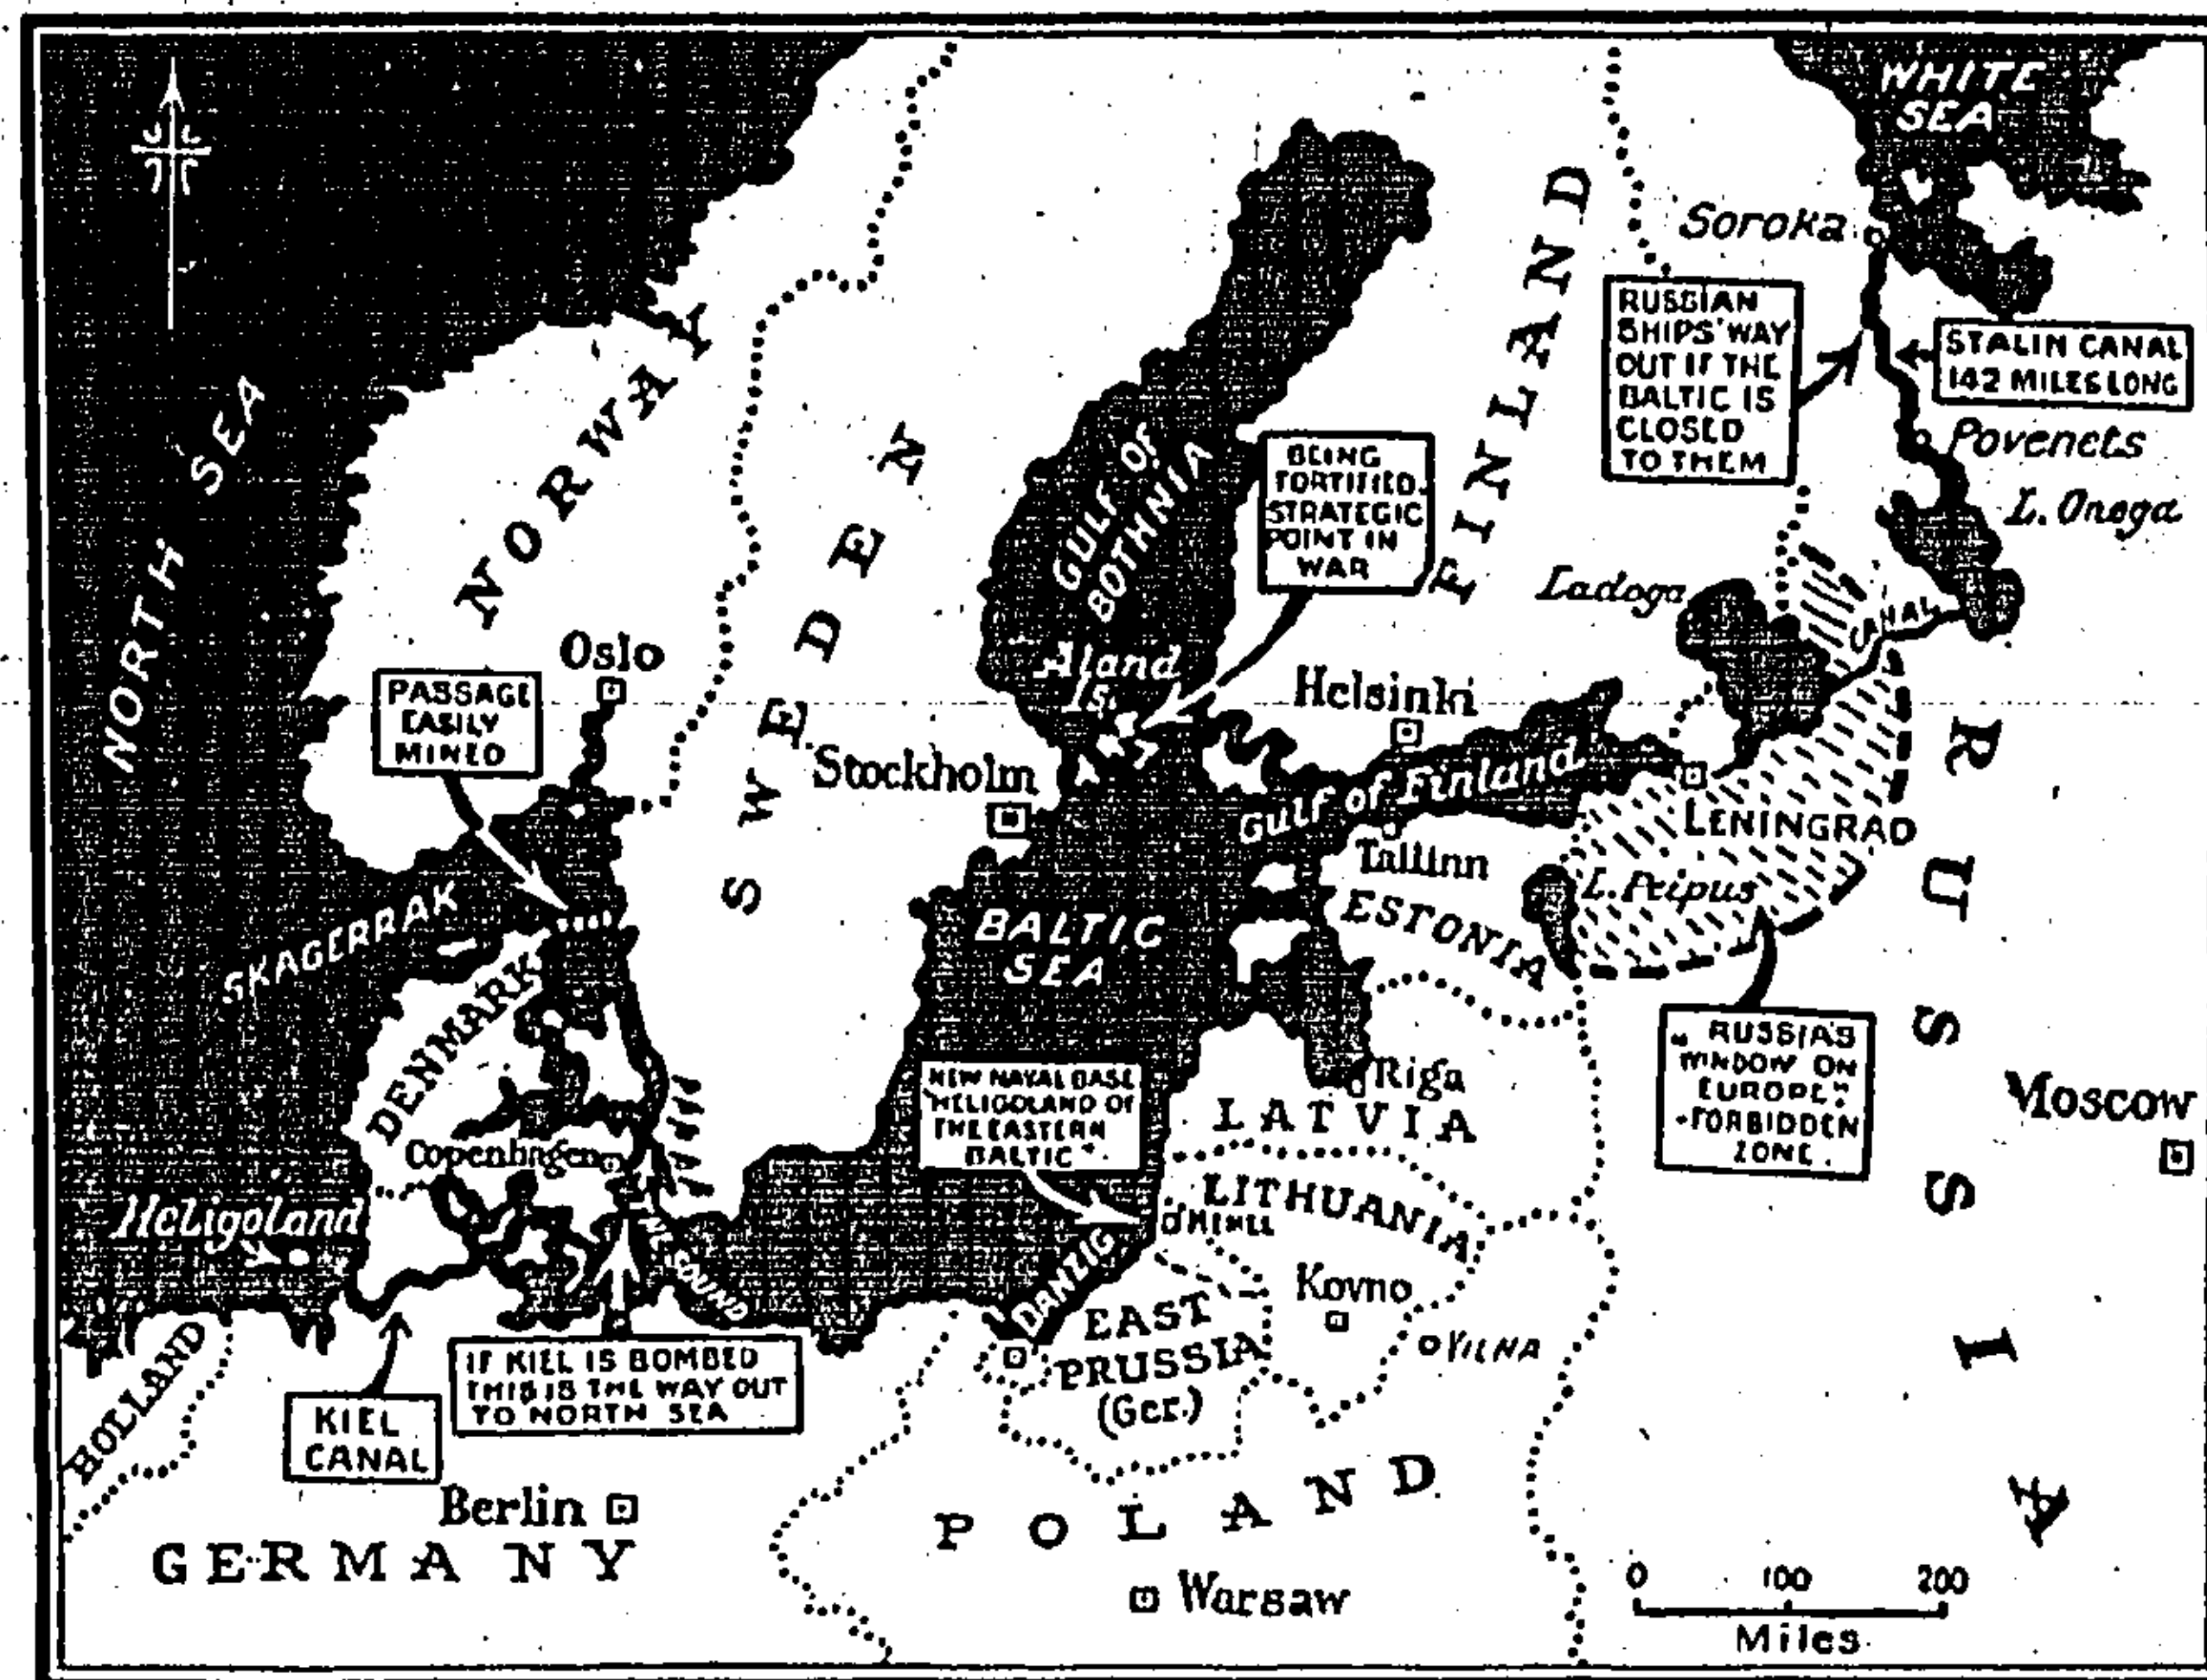 WHITE
SEA
Soroka
RUSSIAN
SHIPS' WAY
OUT IF THE
BALTIC IS
CLOSED
TO THEM
STALIN CANAL
142 MILES LONG
Povenets
L. Onega
NORTH SEA
NORWAY
SWEDEN
FINLAND
GULF OF
BOTHNIA
BEING
FORTIFIED.
STRATEGIC
POINT IN
WAR
Ladoga
CANAL
Oslo
PASSAGE
EASILY
MINED
Aland
Is.
Helsinki
Stockholm
Gulf of Finland
LENINGRAD
Tallinn
L. Peipus
ESTONIA
RUSSIA
SKAGERRAK
BALTIC
SEA
DENMARK
NEW NAVAL BASE
"HELIGOLAND OF
THE EASTERN
BALTIC".
Riga
LATVIA
"RUSSIA'S
WINDOW ON
EUROPE".
FORBIDDEN
ZONE.
Moscow
Copenhagen
Heligoland
THE SOUND
LITHUANIA
MEMEL
DANZIG
Kovno
VILNA
EAST
PRUSSIA
(Ger.)
HOLLAND
KIEL
CANAL
IF KIEL IS BOMBED
THIS IS THE WAY OUT
TO NORTH SEA
Berlin
GERMANY
POLAND
Warsaw
0 100 200
Miles